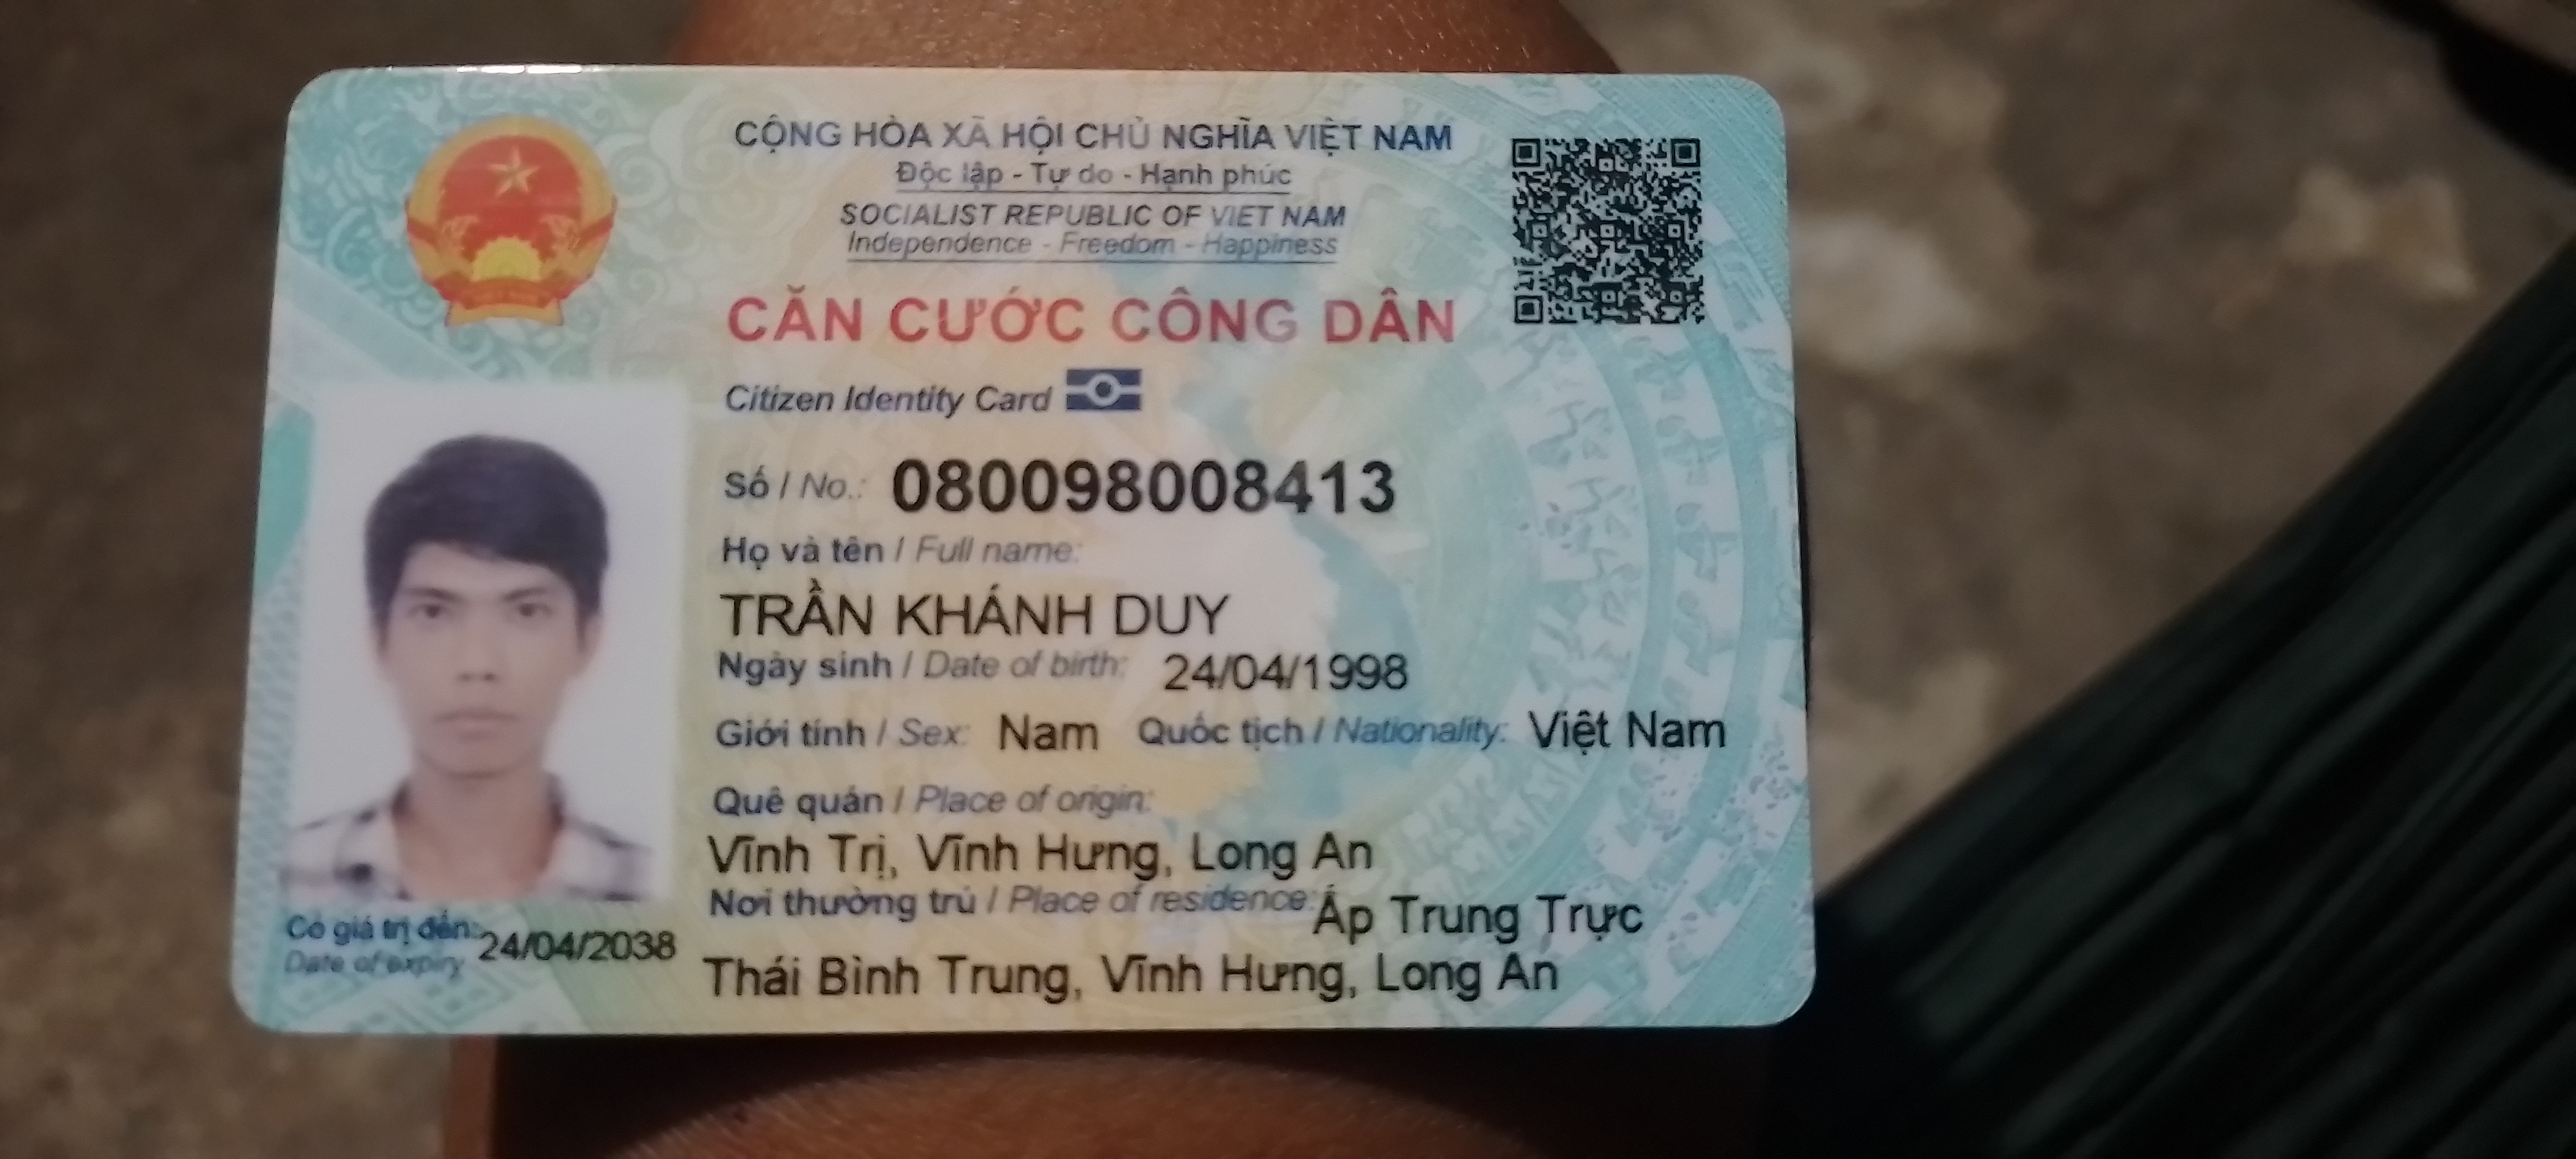 CỘNG HÒA XÃ HỘI CHỦ NGHĨA VIỆT NAM
Độc lập - Tự do - Hạnh phúc
SOCIALIST REPUBLIC OF VIET NAM
Independence - Freedom - Happiness
CĂN CƯỚC CÔNG DÂN
Citizen Identity Card
Số / No.: 080098008413
Họ và tên / Full name:
TRẦN KHÁNH DUY
Ngày sinh / Date of birth: 24/04/1998
Giới tính / Sex: Nam Quốc tịch / Nationality: Việt Nam
Quê quán / Place of origin:
Vĩnh Trị, Vĩnh Hưng, Long An
Nơi thường trú / Place of residence: Ấp Trung Trực
Thái Bình Trung, Vĩnh Hưng, Long An
Có giá trị đến: 24/04/2038
Date of expiry